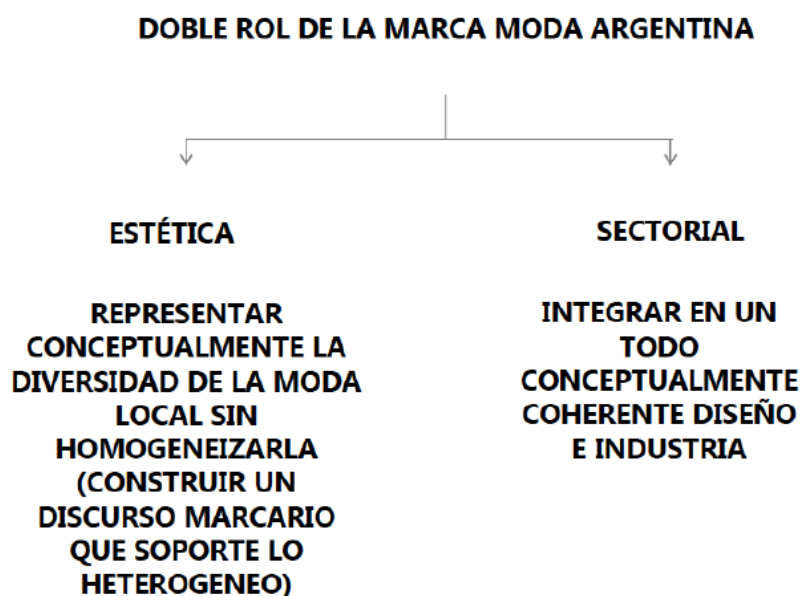 DOBLE ROL DE LA MARCA MODA ARGENTINA
ESTÉTICA
REPRESENTAR
CONCEPTUALMENTE LA
DIVERSIDAD DE LA MODA
LOCAL SIN
HOMOGENEIZARLA
(CONSTRUIR UN
DISCURSO MARCARIO
QUE SOPORTE LO
HETEROGENEO)
SECTORIAL
INTEGRAR EN UN
TODO
CONCEPTUALMENTE
COHERENTE DISEÑO
E INDUSTRIA